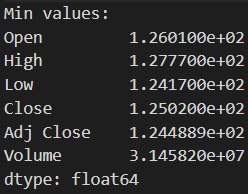 Min values:
Open 1.260100e+02
High 1.277700e+02
Low 1.241700e+02
Close 1.250200e+02
Adj Close 1.244889e+02
Volume 3.145820e+07
dtype: float64